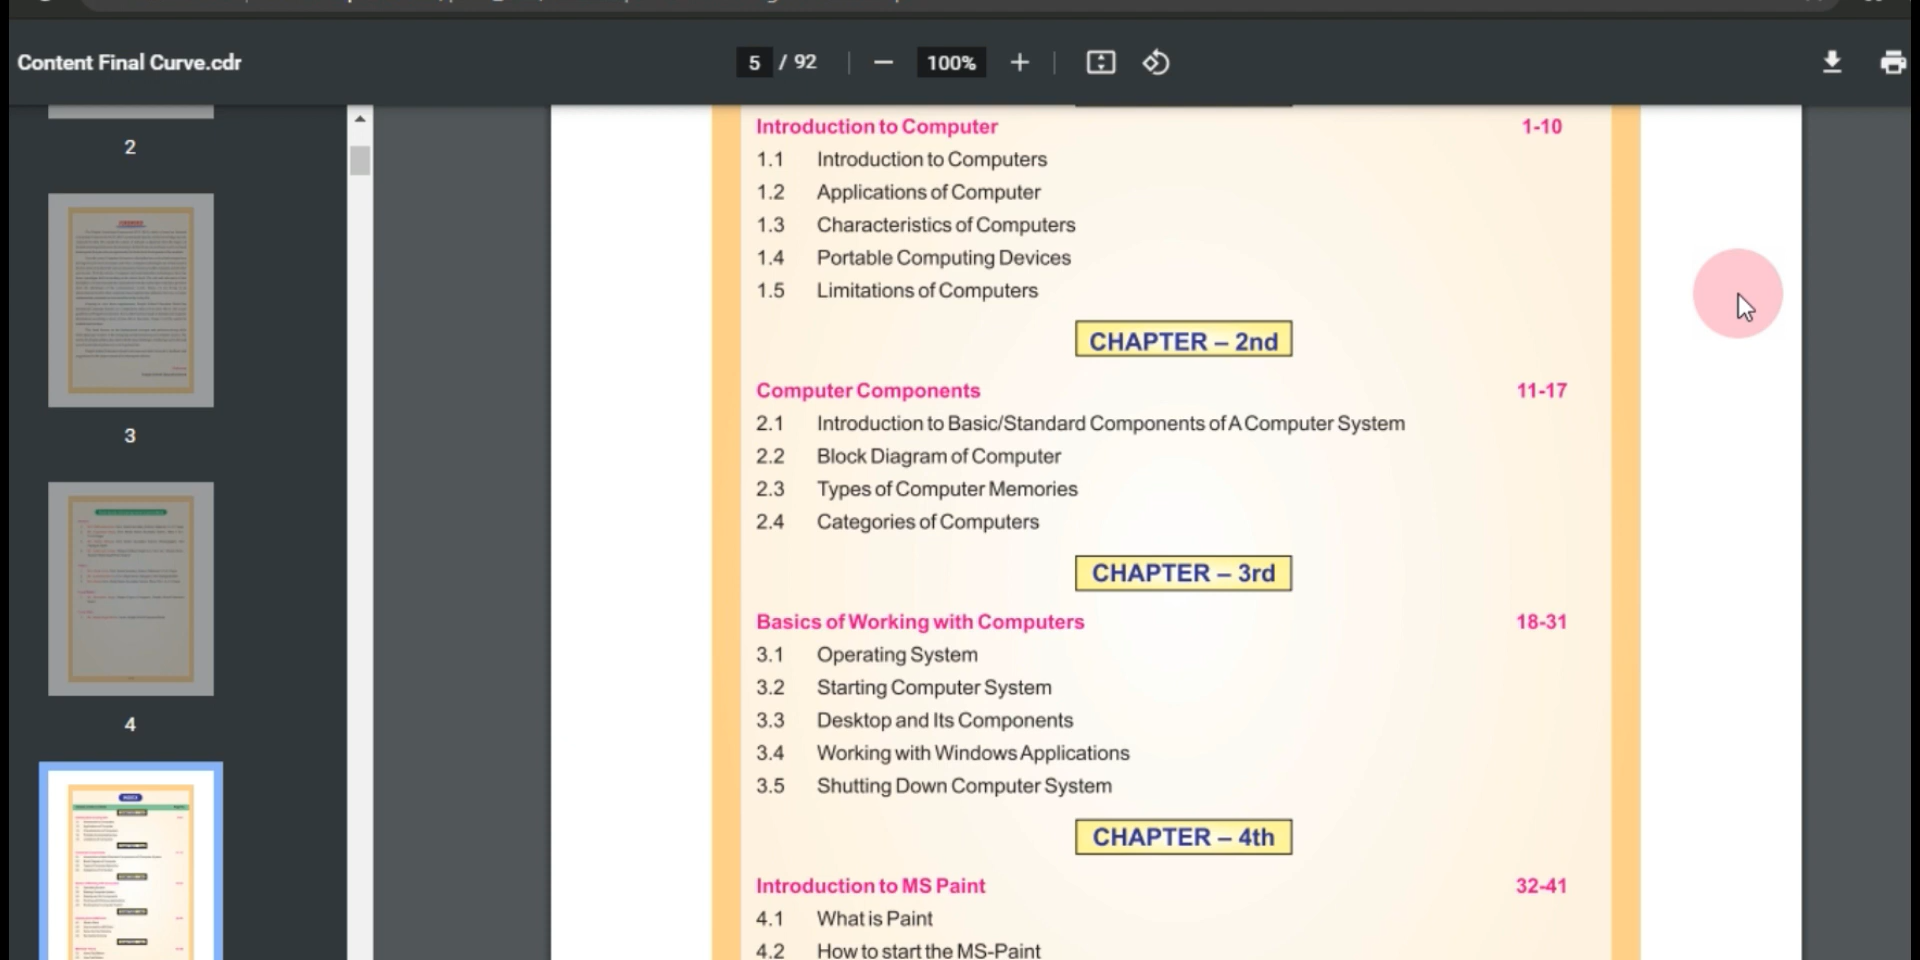 Content Final Curve.cdr
5 / 92
100%
2
3
4
Introduction to Computer 1-10
1.1 Introduction to Computers
1.2 Applications of Computer
1.3 Characteristics of Computers
1.4 Portable Computing Devices
1.5 Limitations of Computers
CHAPTER – 2nd
Computer Components 11-17
2.1 Introduction to Basic/Standard Components of A Computer System
2.2 Block Diagram of Computer
2.3 Types of Computer Memories
2.4 Categories of Computers
CHAPTER – 3rd
Basics of Working with Computers 18-31
3.1 Operating System
3.2 Starting Computer System
3.3 Desktop and Its Components
3.4 Working with Windows Applications
3.5 Shutting Down Computer System
CHAPTER – 4th
Introduction to MS Paint 32-41
4.1 What is Paint
4.2 How to start the MS-Paint